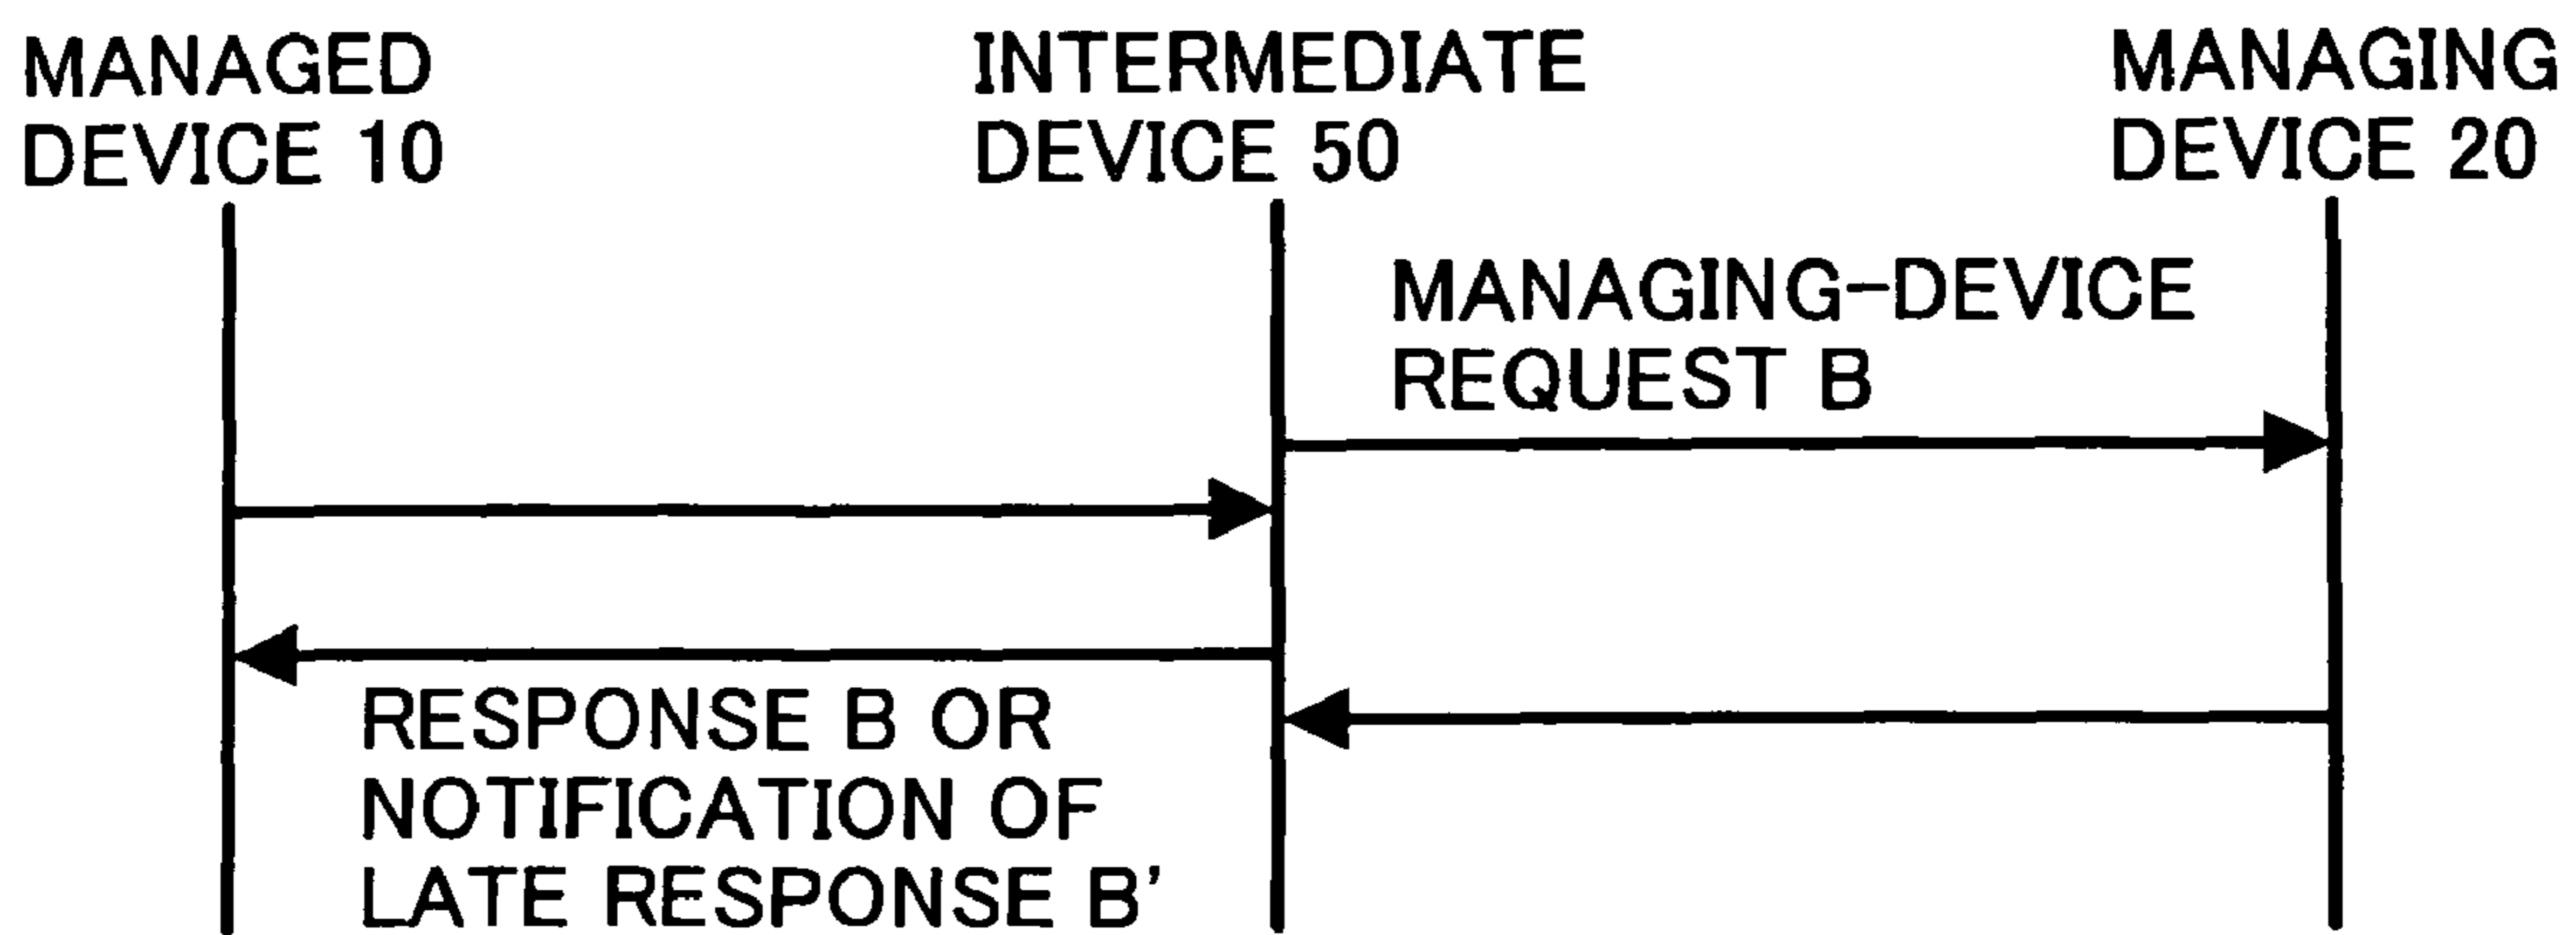 MANAGED
DEVICE 10
INTERMEDIATE
DEVICE 50
MANAGING
DEVICE 20
MANAGING-DEVICE
REQUEST B
RESPONSE B OR
NOTIFICATION OF
LATE RESPONSE B'